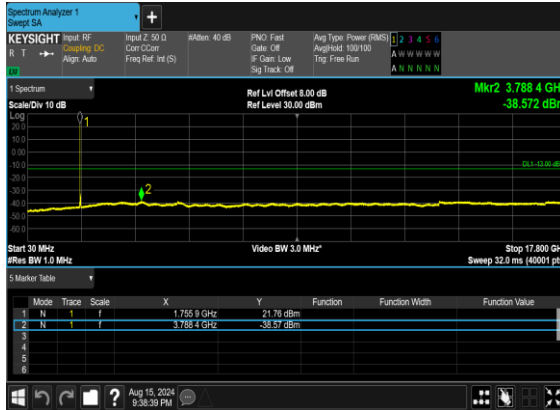 Spectrum Analyzer 1
Swept SA
+
KEYSIGHT Input: RF Input Z: 50 Ω #Atten: 40 dB PNO: Fast Avg Type: Power (RMS) 1 2 3 4 5 6
R T Coupling: DC Corr CCorr Gate: Off Avg|Hold: 100/100 A W W W W W
Align: Auto Freq Ref: Int (S) IF Gain: Low Trig: Free Run
Sig Track: Off A N N N N N
LXI
1 Spectrum
Scale/Div 10 dB Ref Lvl Offset 8.00 dB Mkr2 3.788 4 GH
Ref Level 30.00 dBm -38.572 dBm
Log
20.0
10.0
0.00
-10.0
-20.0
-30.0
-40.0
-50.0
-60.0
1
2
DL1 -13.00 dB
Start 30 MHz Video BW 3.0 MHz* Stop 17.800 GH
#Res BW 1.0 MHz Sweep 32.0 ms (40001 pt
5 Marker Table
Mode Trace Scale X Y Function Function Width Function Value
1 N 1 f 1.755 9 GHz 21.76 dBm
2 N 1 f 3.788 4 GHz -38.57 dBm
3
4
5
6
? Aug 15, 2024
9:38:39 PM